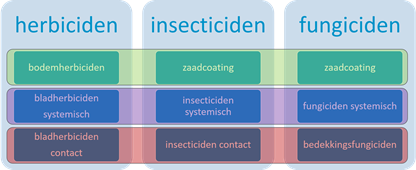 herbiciden insecticiden fungiciden
bodemherbiciden zaadcoating zaadcoating
bladherbiciden systemisch insecticiden systemisch fungiciden systemisch
bladherbiciden contact insecticiden contact bedekkingsfungiciden